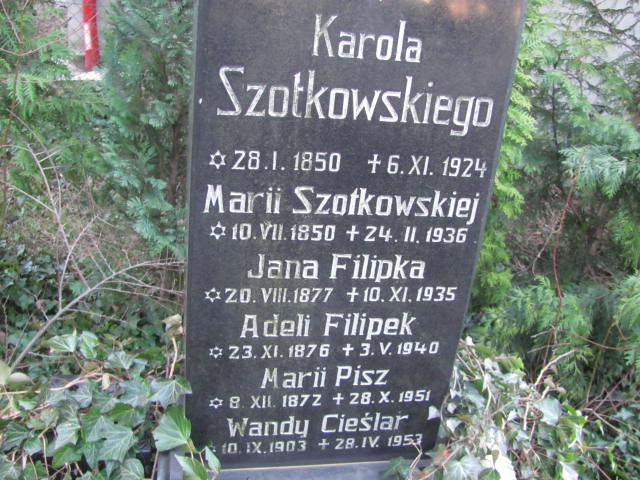 Karola
Szotkowskiego
✡ 28. I. 1850 ✝ 6. XI. 1924
Marii Szotkowskiej
✡ 10. VII. 1850 ✝ 24. II. 1936
Jana Filipka
✡ 20. VIII. 1877 ✝ 10. XI. 1935
Adeli Filipek
✡ 23. XI. 1876 ✝ 3. V. 1940
Marii Pisz
✡ 8. XII. 1872 ✝ 28. X. 1951
Wandy Cieślar
✡ 10. IX. 1903 ✝ 28. IV. 1953